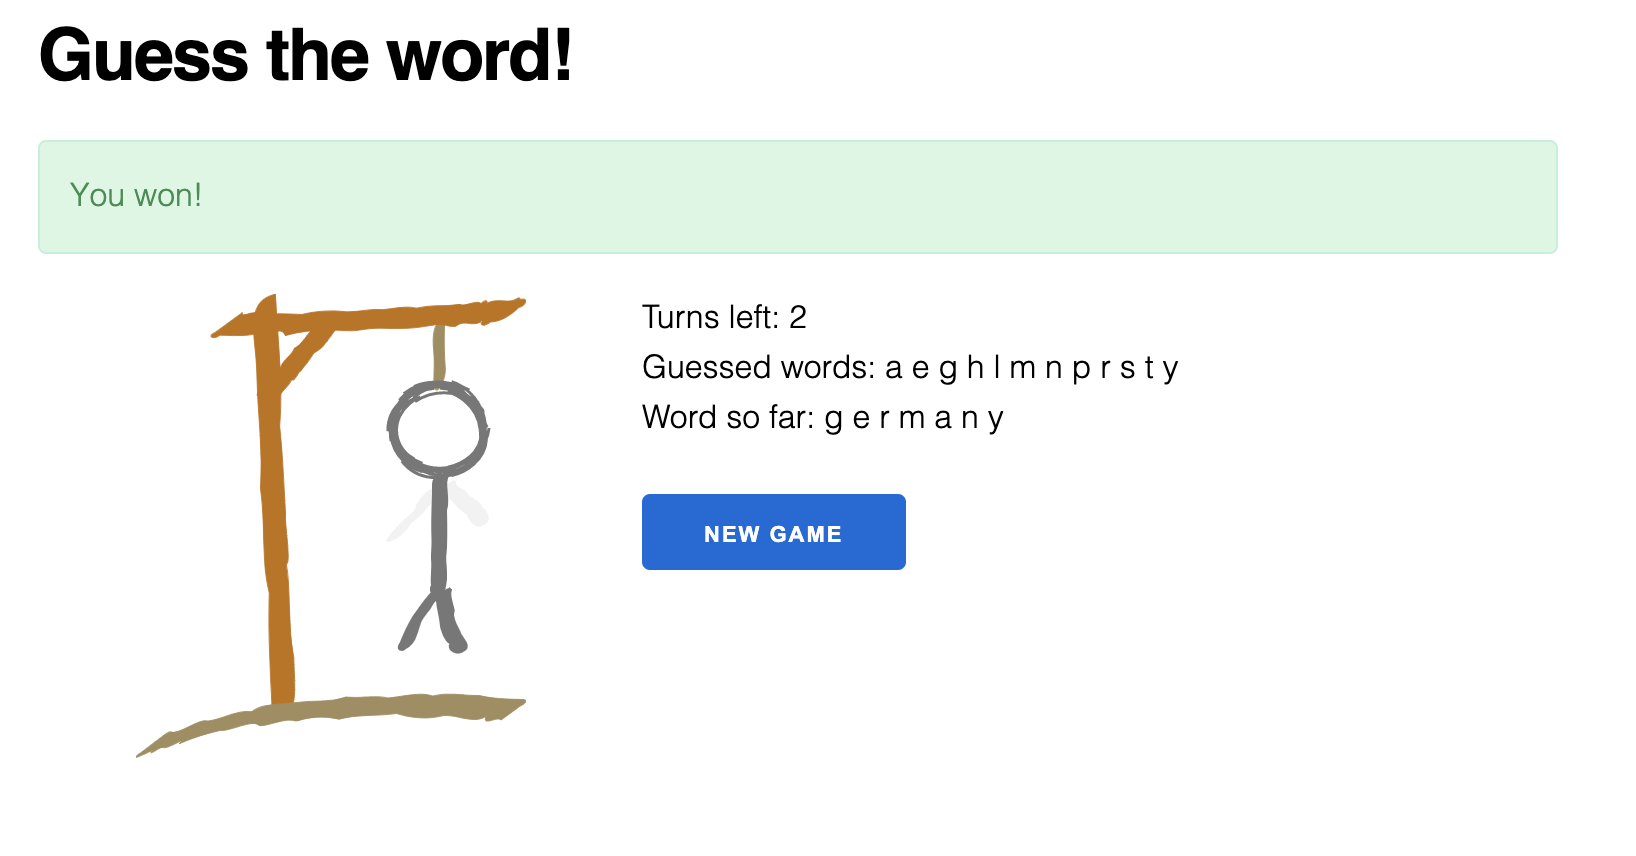 Guess the word!
You won!
Turns left: 2
Guessed words: a e g h l m n p r s t y
Word so far: g e r m a n y
NEW GAME